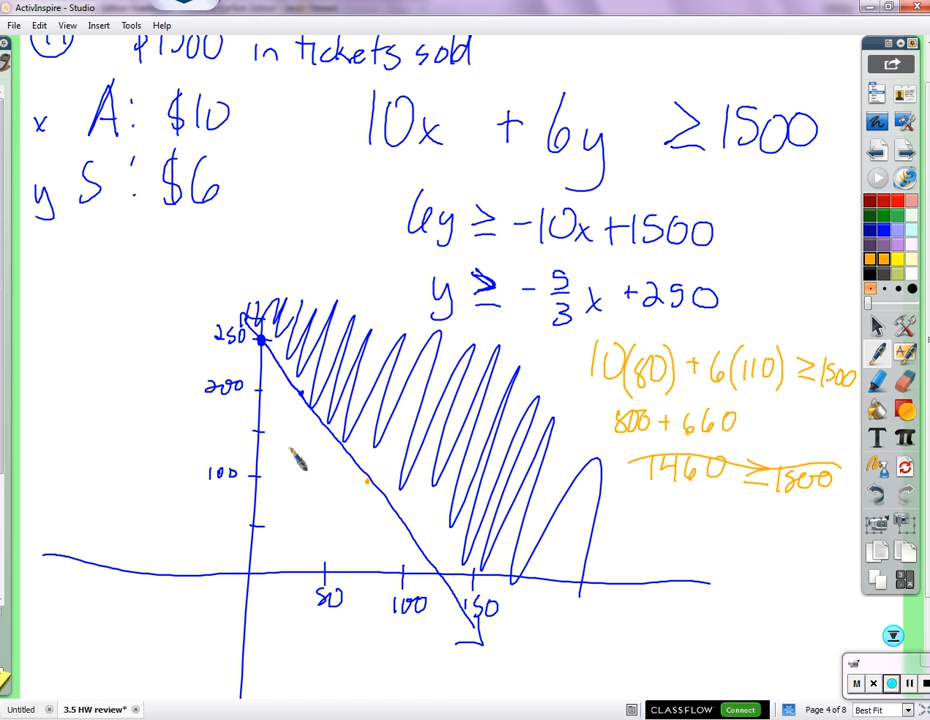 ActivInspire - Studio
File Edit View Insert Tools Help
11 $1500 in tickets sold
x A: $10
10x + 6y ≥ 1500
y S: $6
6y ≥ -10x + 1500
y ≥ - 5/3 x + 250
250
200
100
50 100 150
10(80) + 6(110) ≥ 1500
800 + 660
1460 ≥ 1500
Untitled 3.5 HW review*
CLASSFLOW Connect
Page 4 of 8 Best Fit
M